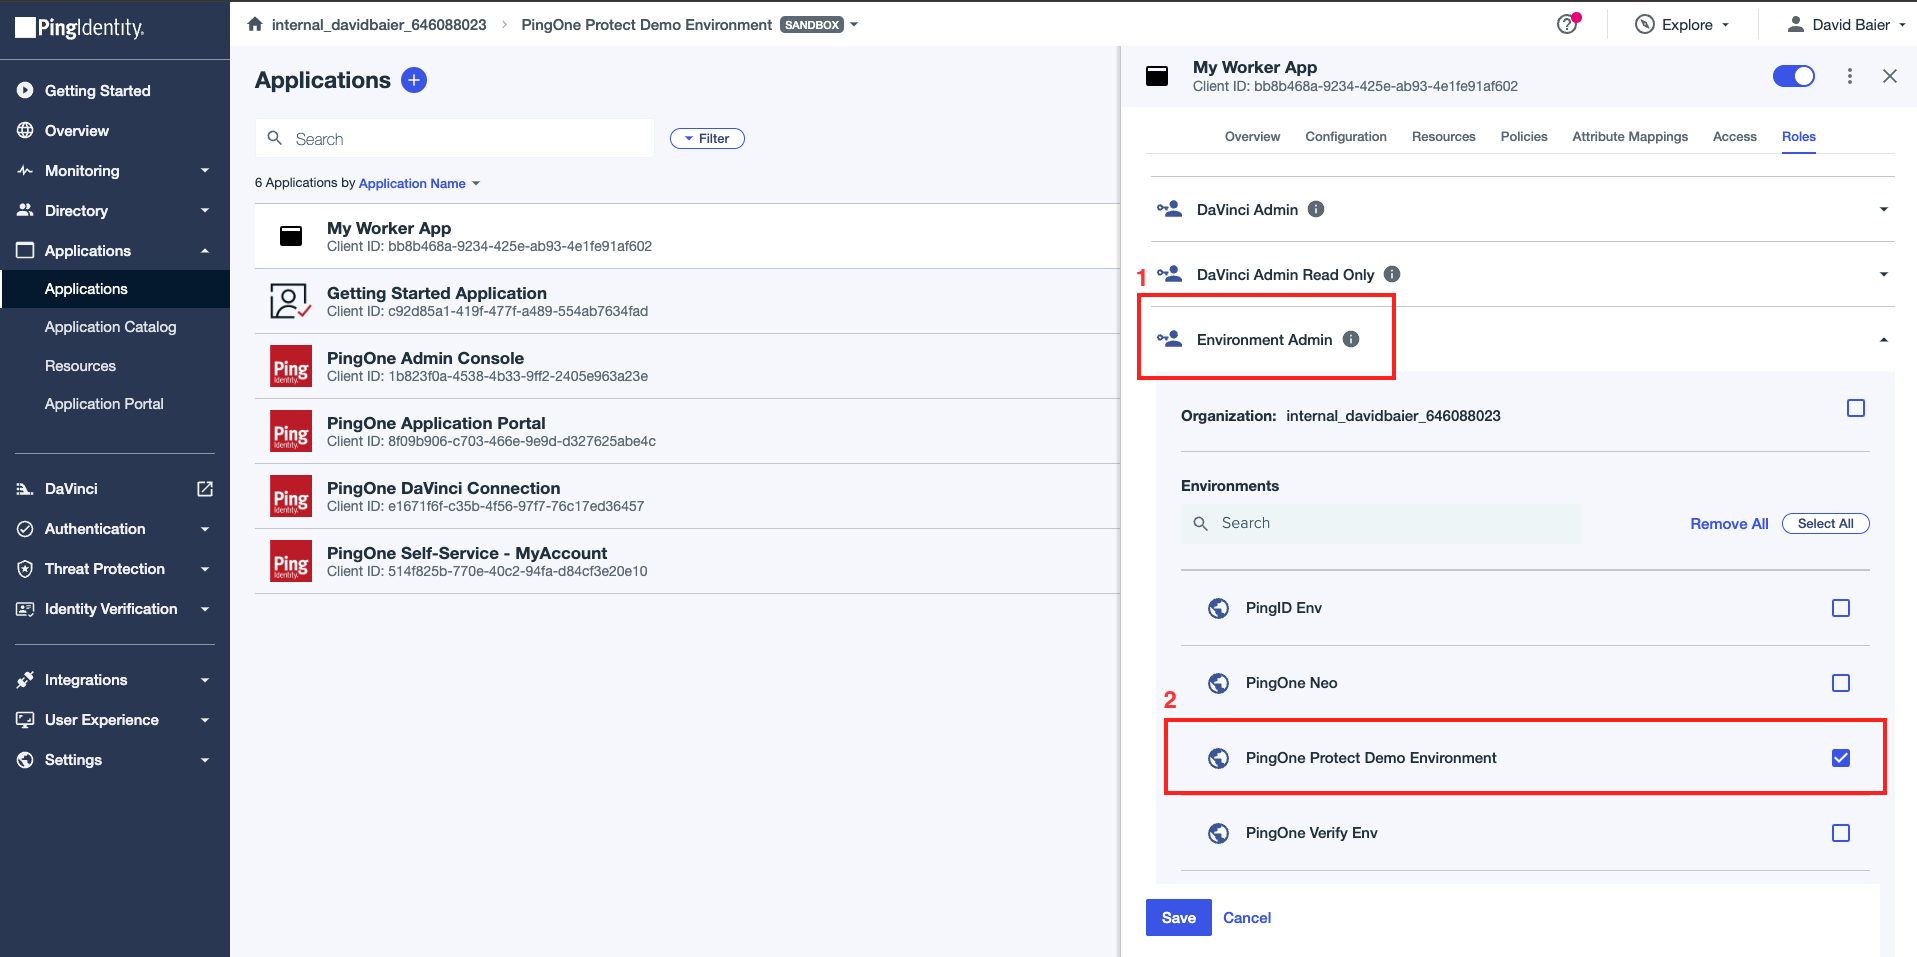 PingIdentity.
internal_davidbaier_646088023 > PingOne Protect Demo Environment SANDBOX
Explore
David Baier
Getting Started
Overview
Monitoring
Directory
Applications
Applications
Application Catalog
Resources
Application Portal
DaVinci
Authentication
Threat Protection
Identity Verification
Integrations
User Experience
Settings
Applications
Search
Filter
6 Applications by Application Name
My Worker App
Client ID: bb8b468a-9234-425e-ab93-4e1fe91af602
Getting Started Application
Client ID: c92d85a1-419f-477f-a489-554ab7634fad
Ping Identity.
PingOne Admin Console
Client ID: 1b823f0a-4538-4b33-9ff2-2405e963a23e
Ping Identity.
PingOne Application Portal
Client ID: 8f09b906-c703-466e-9e9d-d327625abe4c
Ping Identity.
PingOne DaVinci Connection
Client ID: e1671f6f-c35b-4f56-97f7-76c17ed36457
Ping Identity.
PingOne Self-Service - MyAccount
Client ID: 514f825b-770e-40c2-94fa-d84cf3e20e10
My Worker App
Client ID: bb8b468a-9234-425e-ab93-4e1fe91af602
Overview Configuration Resources Policies Attribute Mappings Access Roles
DaVinci Admin
DaVinci Admin Read Only
1
Environment Admin
Organization: internal_davidbaier_646088023
Environments
Search
Remove All Select All
PingID Env
PingOne Neo
2
PingOne Protect Demo Environment
PingOne Verify Env
Save Cancel